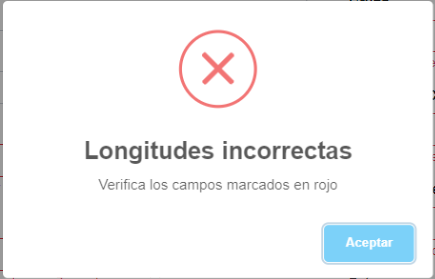 Longitudes incorrectas
Verifica los campos marcados en rojo
Aceptar